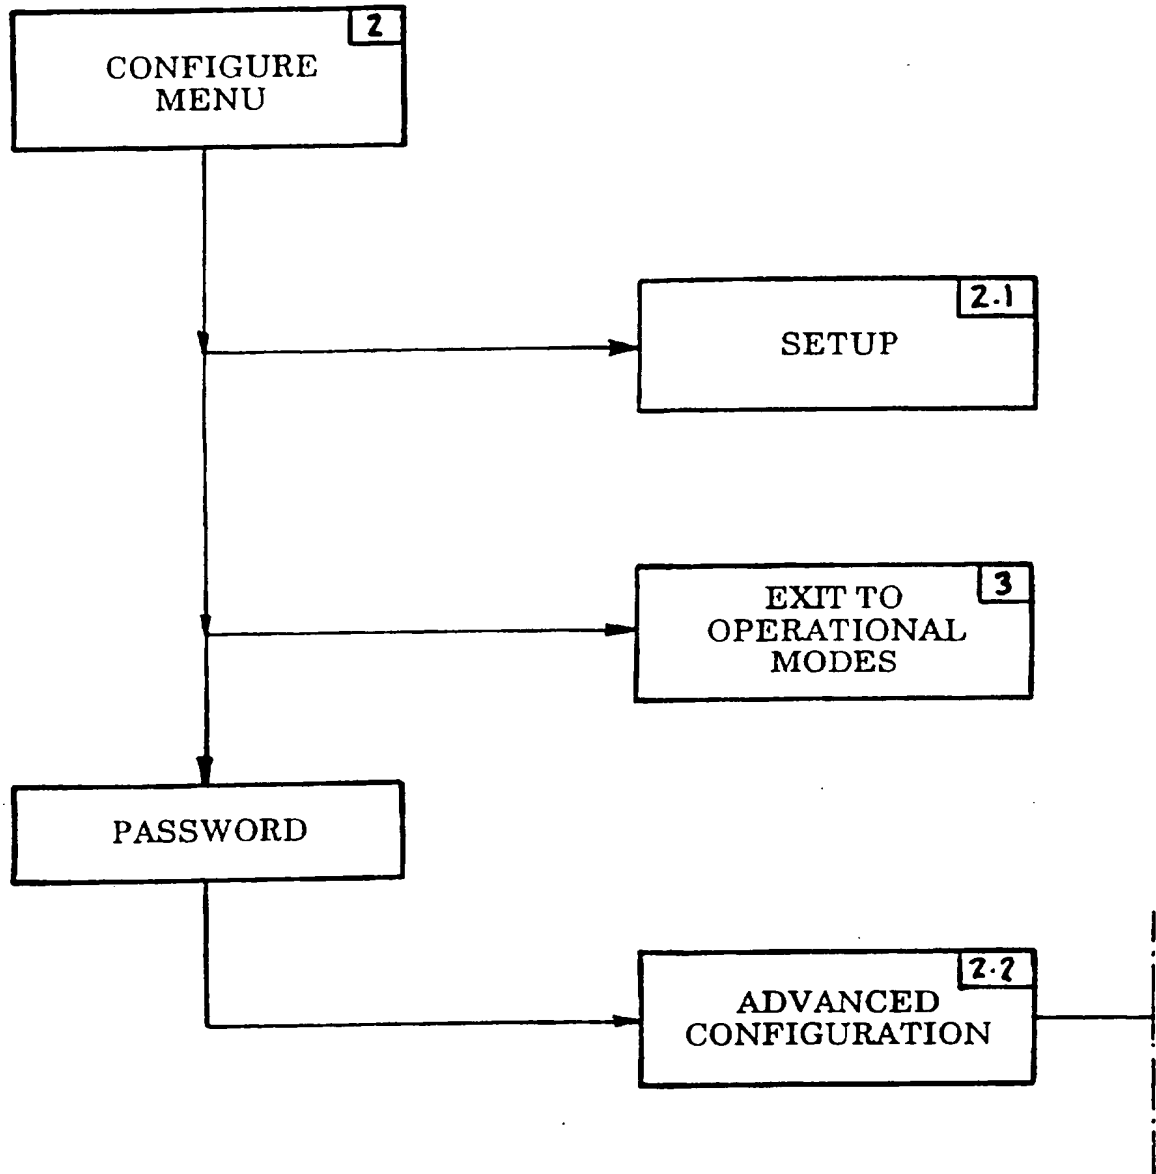 2
CONFIGURE
MENU
2.1
SETUP
3
EXIT TO
OPERATIONAL
MODES
PASSWORD
2.2
ADVANCED
CONFIGURATION